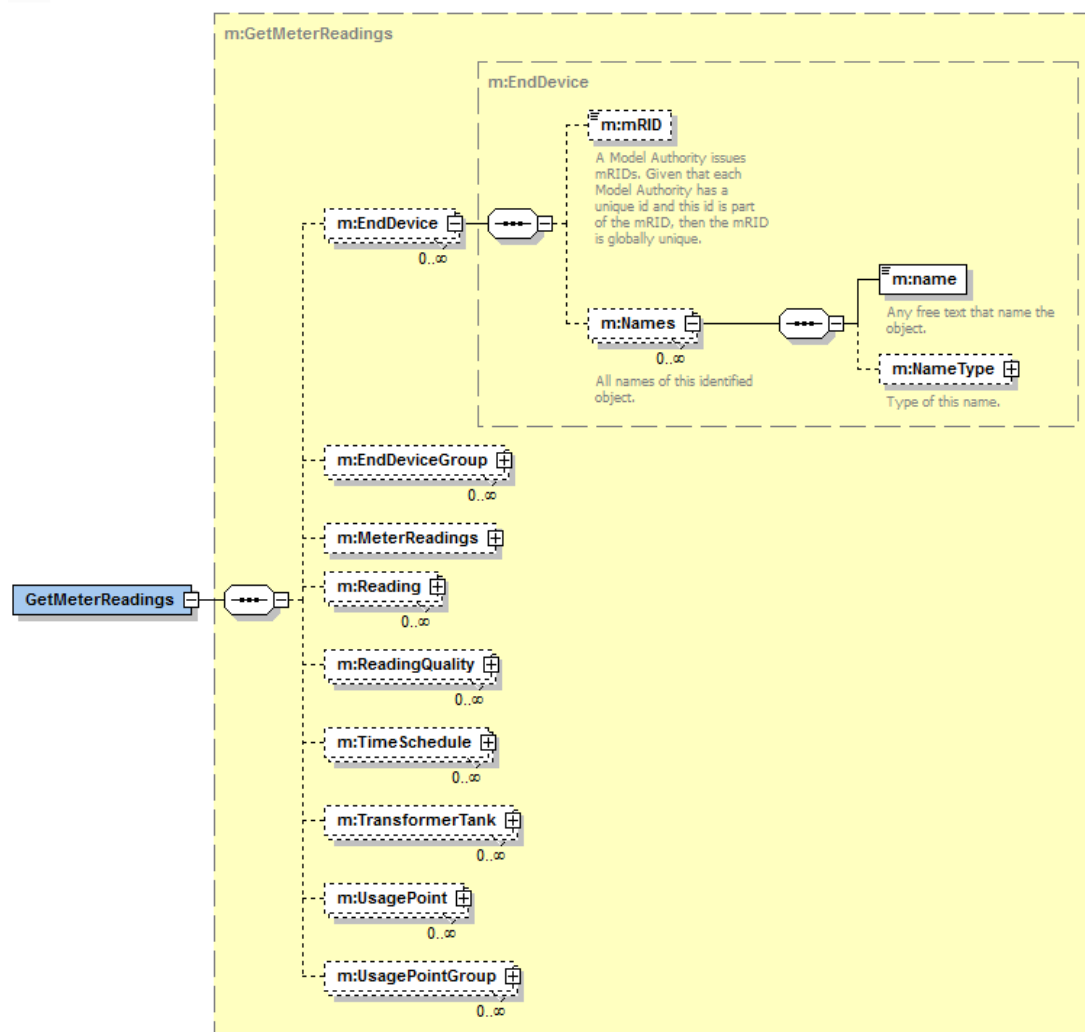 m:GetMeterReadings
m:EndDevice
m:mRID
A Model Authority issues
mRIDs. Given that each
Model Authority has a
unique id and this id is part
of the mRID, then the mRID
is globally unique.
m:EndDevice
0..∞
m:name
Any free text that name the
object.
m:Names
0..∞
All names of this identified
object.
m:NameType
Type of this name.
m:EndDeviceGroup
0..∞
m:MeterReadings
m:Reading
0..∞
GetMeterReadings
m:ReadingQuality
0..∞
m:TimeSchedule
0..∞
m:TransformerTank
0..∞
m:UsagePoint
0..∞
m:UsagePointGroup
0..∞